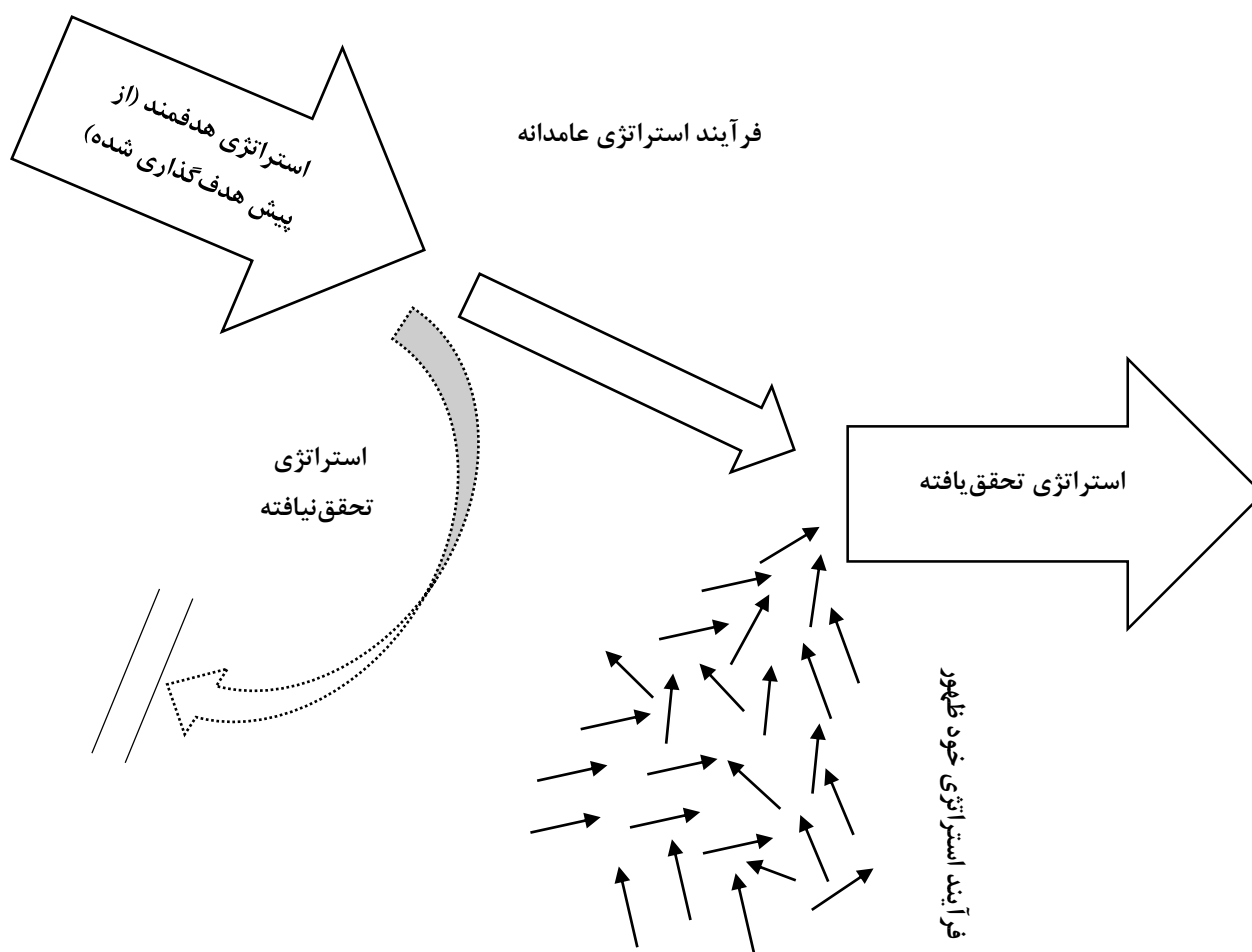 استراتژی هدفمند (از
پیش هدف‌گذاری شده)
فرآیند استراتژی عامدانه
استراتژی
تحقق‌نیافته
استراتژی تحقق‌یافته
فرآیند استراتژی خود ظهور